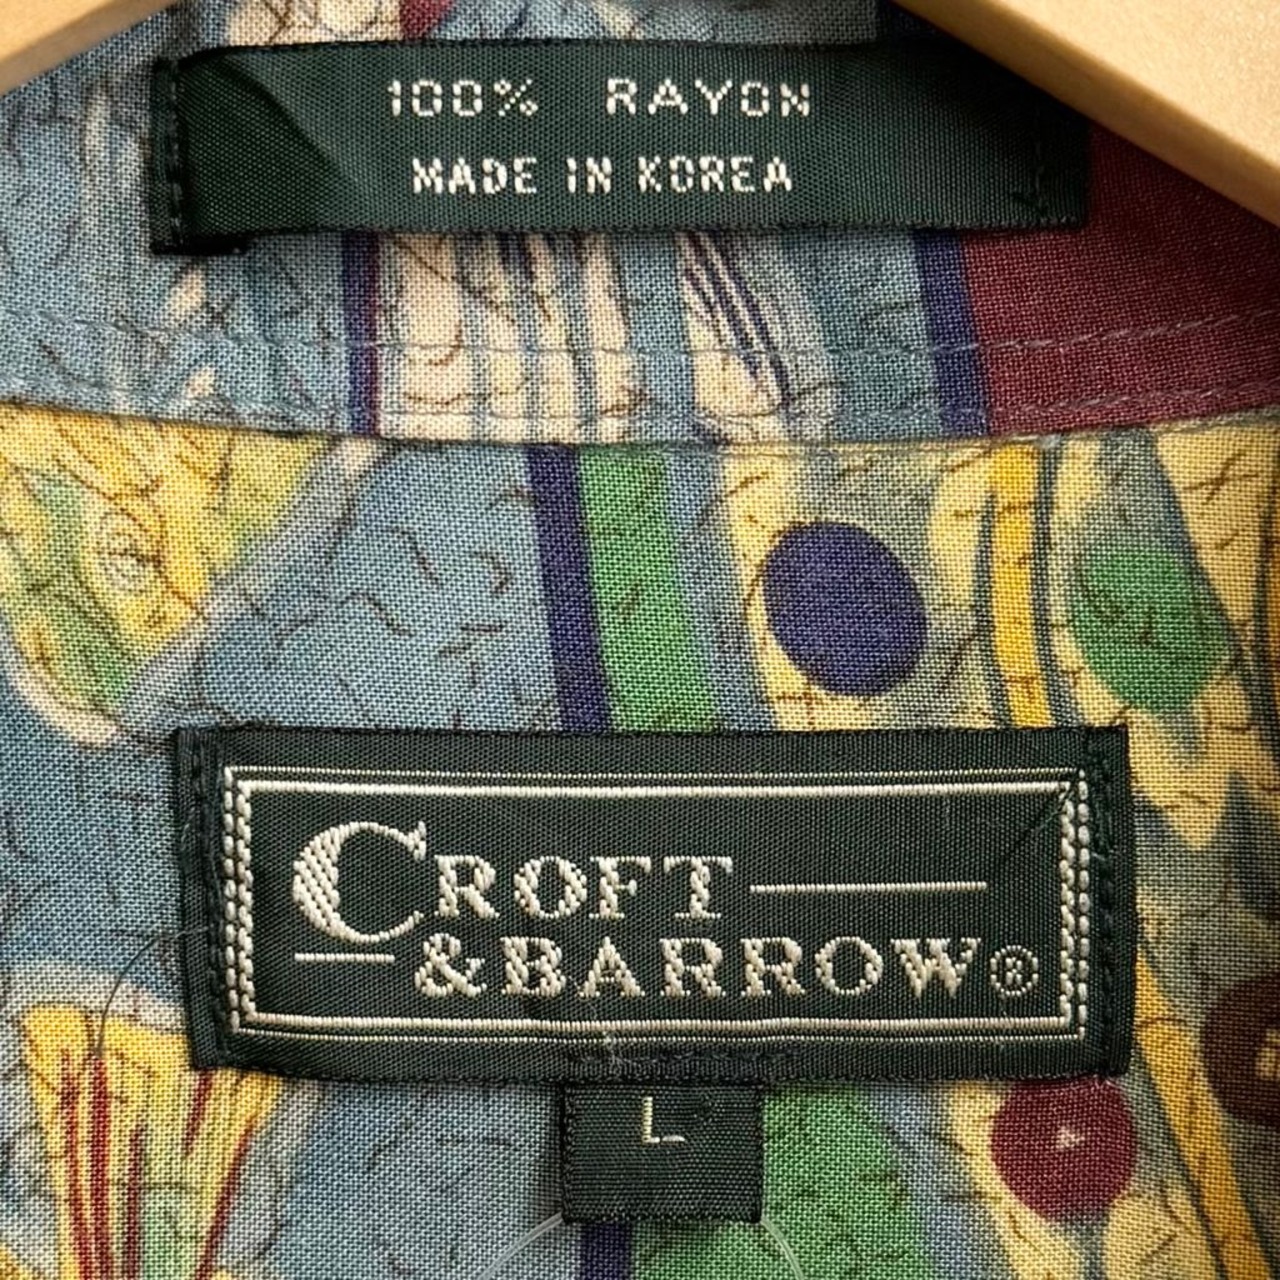 100% RAYON
MADE IN KOREA
CROFT
&BARROW®
L